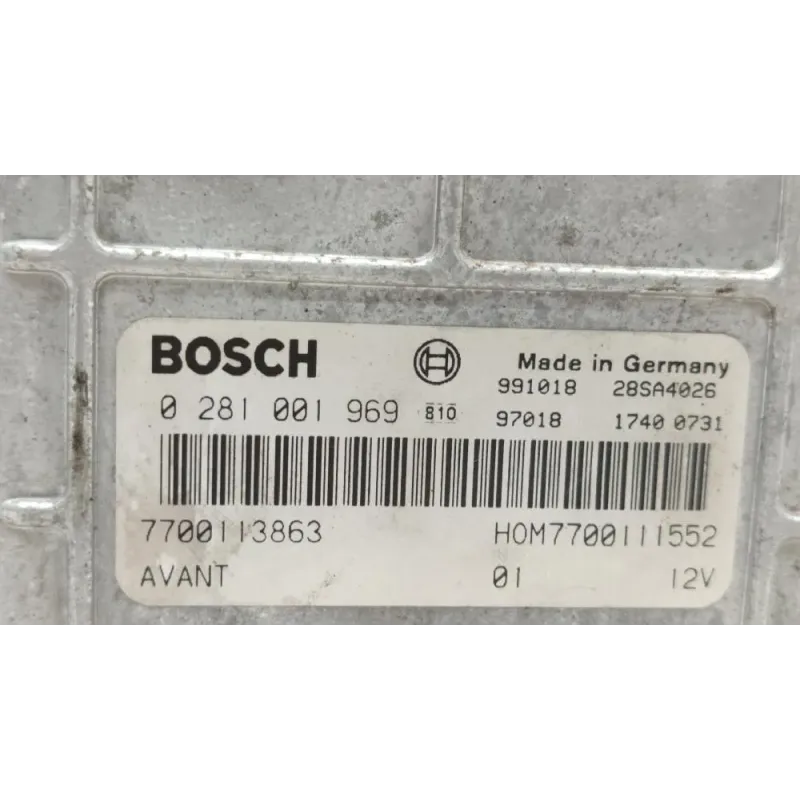 BOSCH Made in Germany
991018 28SA4026
0 281 001 969 810 97018 1740 0731
7700113863 HOM7700111552
AVANT 01 12V